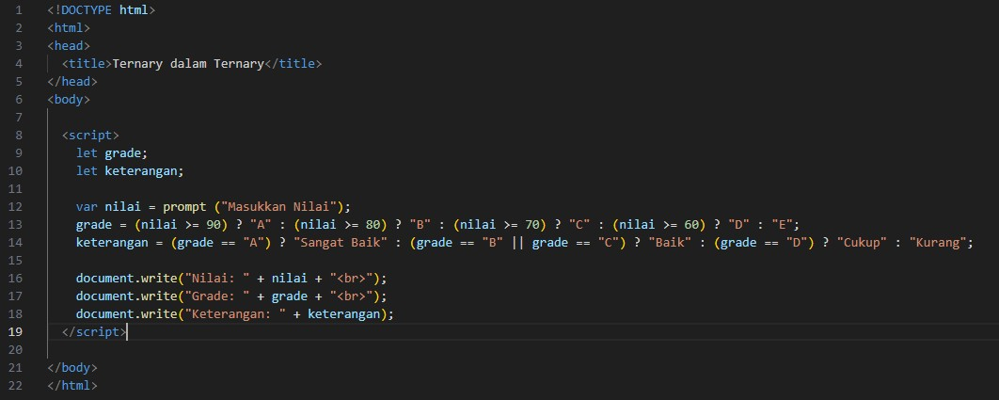 1 <!DOCTYPE html>
2 <html>
3 <head>
4 <title>Ternary dalam Ternary</title>
5 </head>
6 <body>
7
8 <script>
9 let grade;
10 let keterangan;
11
12 var nilai = prompt ("Masukkan Nilai");
13 grade = (nilai >= 90) ? "A" : (nilai >= 80) ? "B" : (nilai >= 70) ? "C" : (nilai >= 60) ? "D" : "E";
14 keterangan = (grade == "A") ? "Sangat Baik" : (grade == "B" || grade == "C") ? "Baik" : (grade == "D") ? "Cukup" : "Kurang";
15
16 document.write("Nilai: " + nilai + "<br>");
17 document.write("Grade: " + grade + "<br>");
18 document.write("Keterangan: " + keterangan);
19 </script>
20
21 </body>
22 </html>